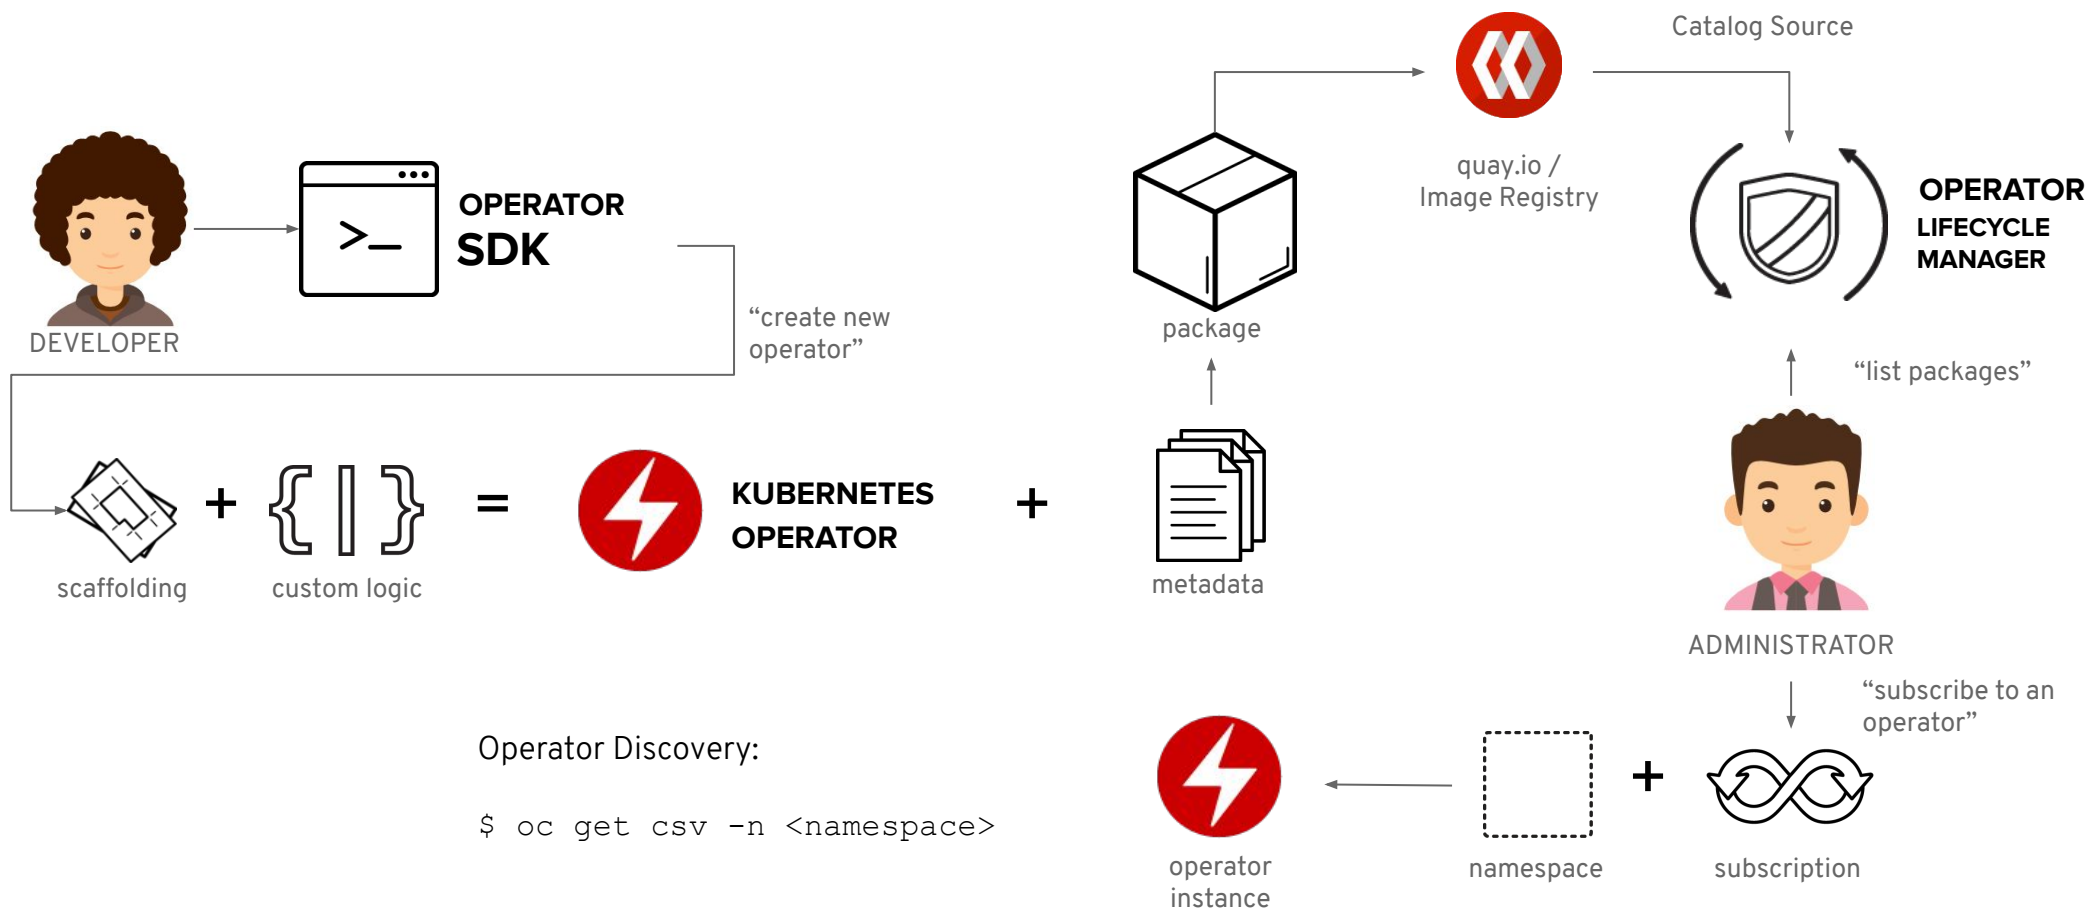 Catalog Source
quay.io /
Image Registry
OPERATOR
SDK
OPERATOR
LIFECYCLE
MANAGER
DEVELOPER
“create new
operator”
package
“list packages”
KUBERNETES
OPERATOR
scaffolding
+
custom logic
=
+
metadata
ADMINISTRATOR
“subscribe to an
operator”
Operator Discovery:
$ oc get csv -n <namespace>
operator
instance
namespace
+
subscription